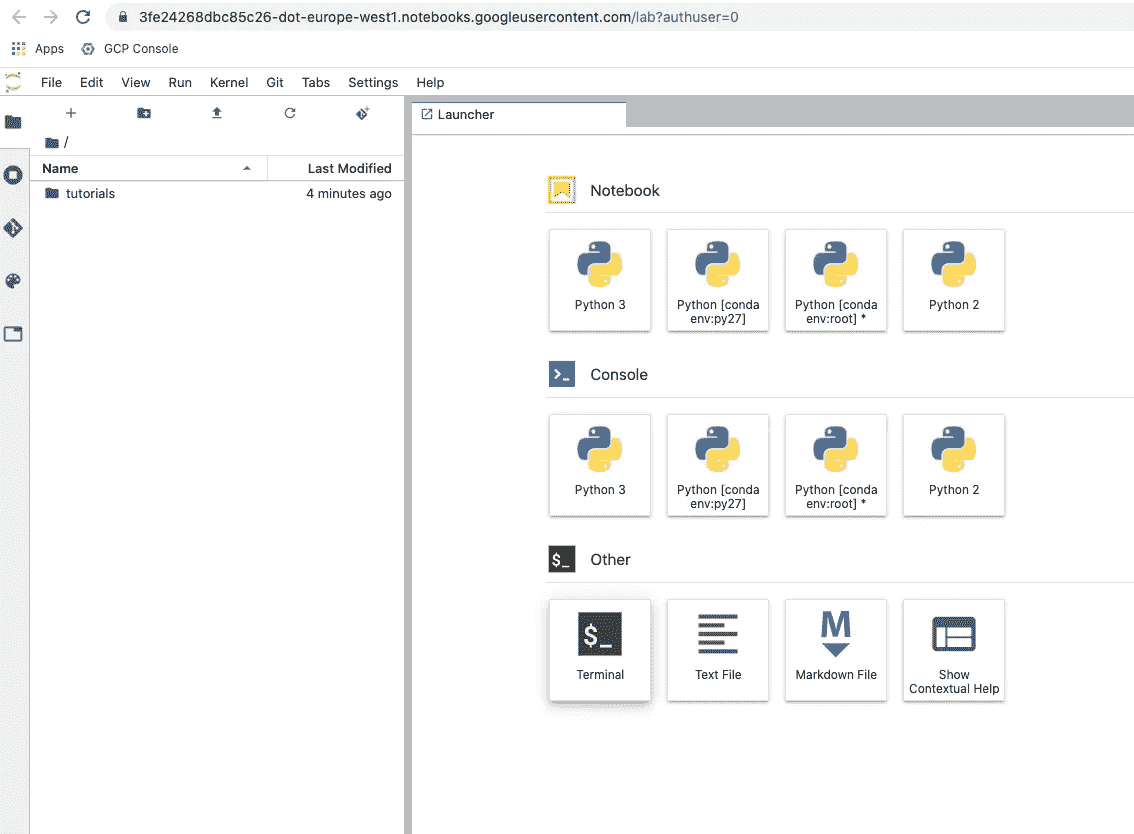 3fe24268dbc85c26-dot-europe-west1.notebooks.googleusercontent.com/lab?authuser=0
Apps GCP Console
File Edit View Run Kernel Git Tabs Settings Help
/
Name Last Modified
tutorials 4 minutes ago
Launcher
Notebook
Python 3
Python [conda
env:py27]
Python [conda
env:root] *
Python 2
>_ Console
Python 3
Python [conda
env:py27]
Python [conda
env:root] *
Python 2
$_ Other
$_
Terminal
Text File
M
Markdown File
Show
Contextual Help